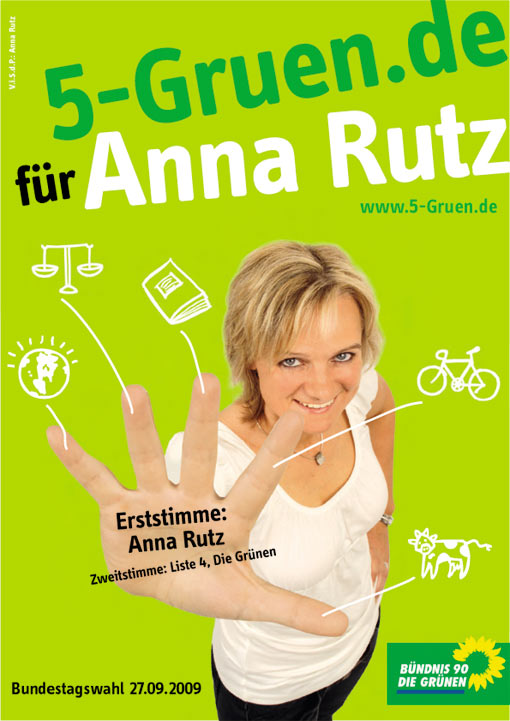 V.i.S.d.P.: Anna Rutz
5-Gruen.de
für Anna Rutz
www.5-Gruen.de
Erststimme:
Anna Rutz
Zweitstimme: Liste 4, Die Grünen
BÜNDNIS 90
DIE GRÜNEN
Bundestagswahl 27.09.2009